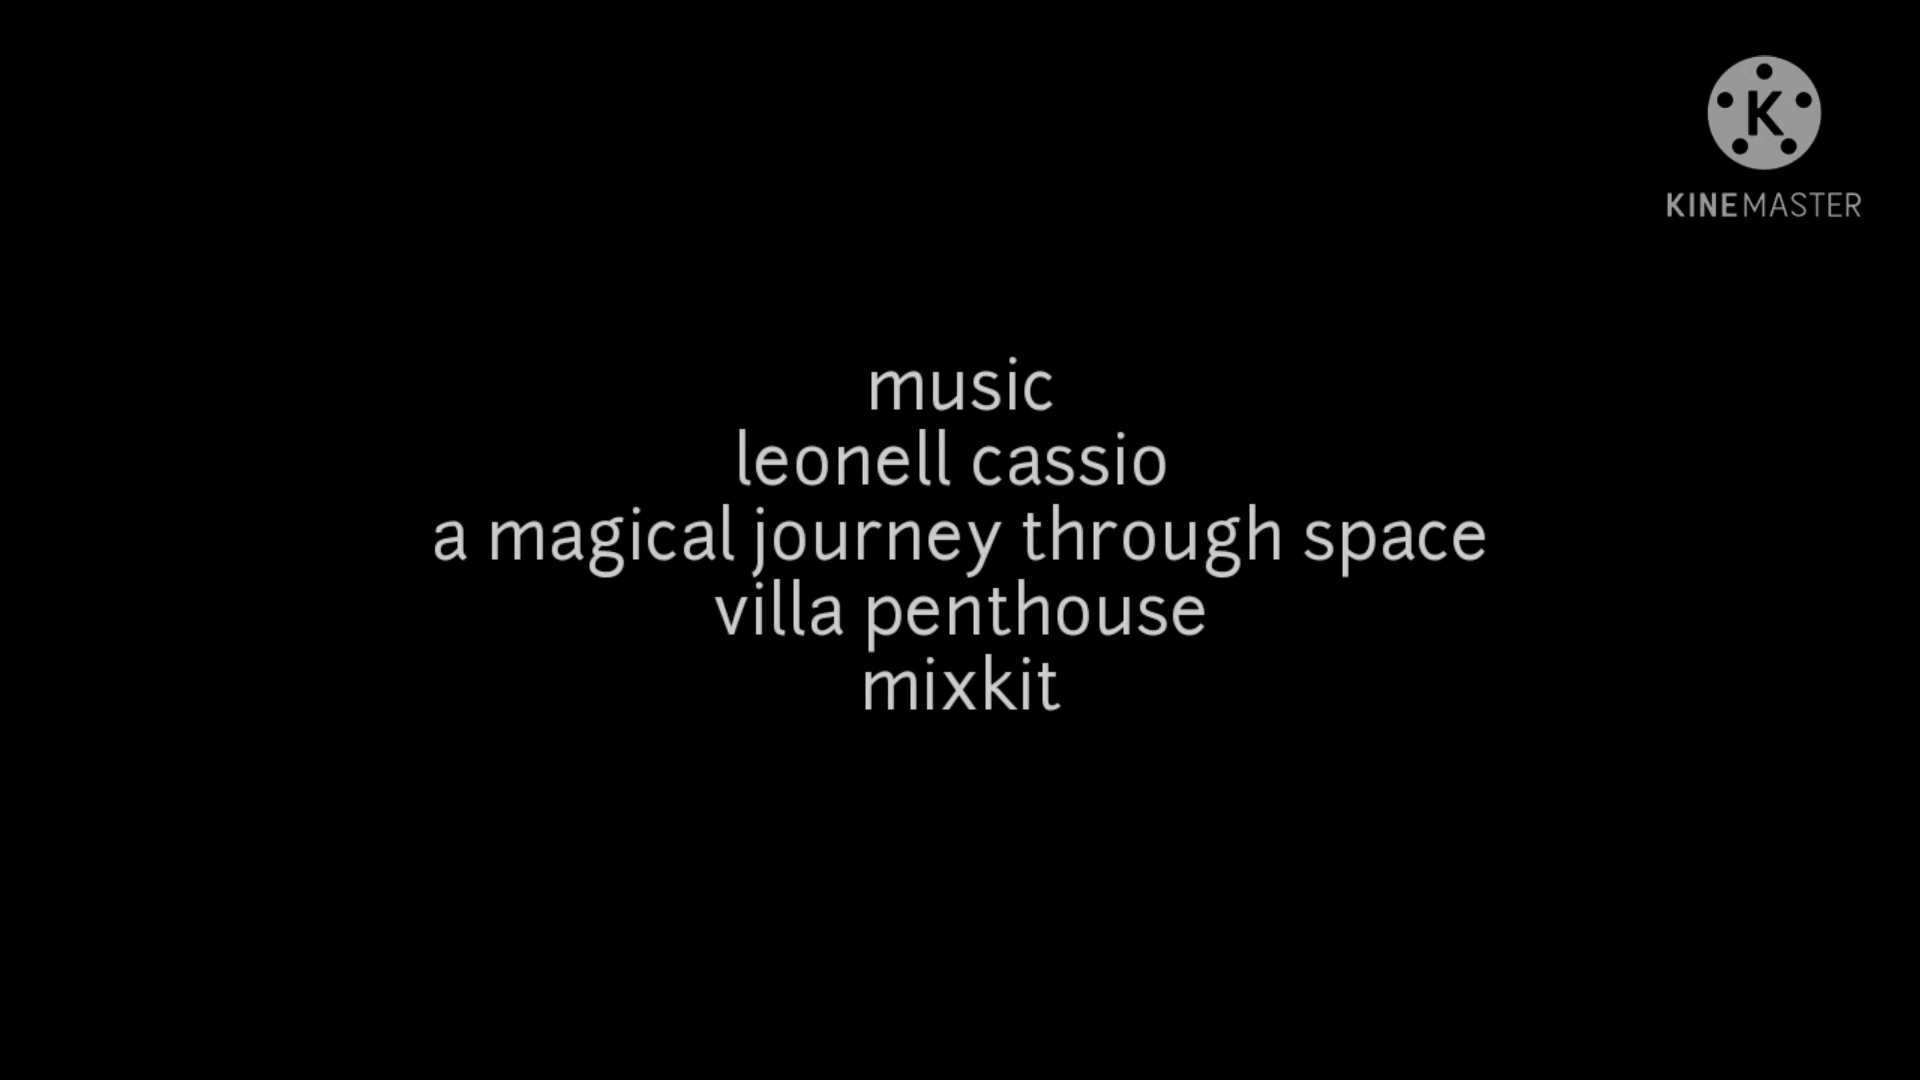 K
KINEMASTER
music
leonell cassio
a magical journey through space
villa penthouse
mixkit